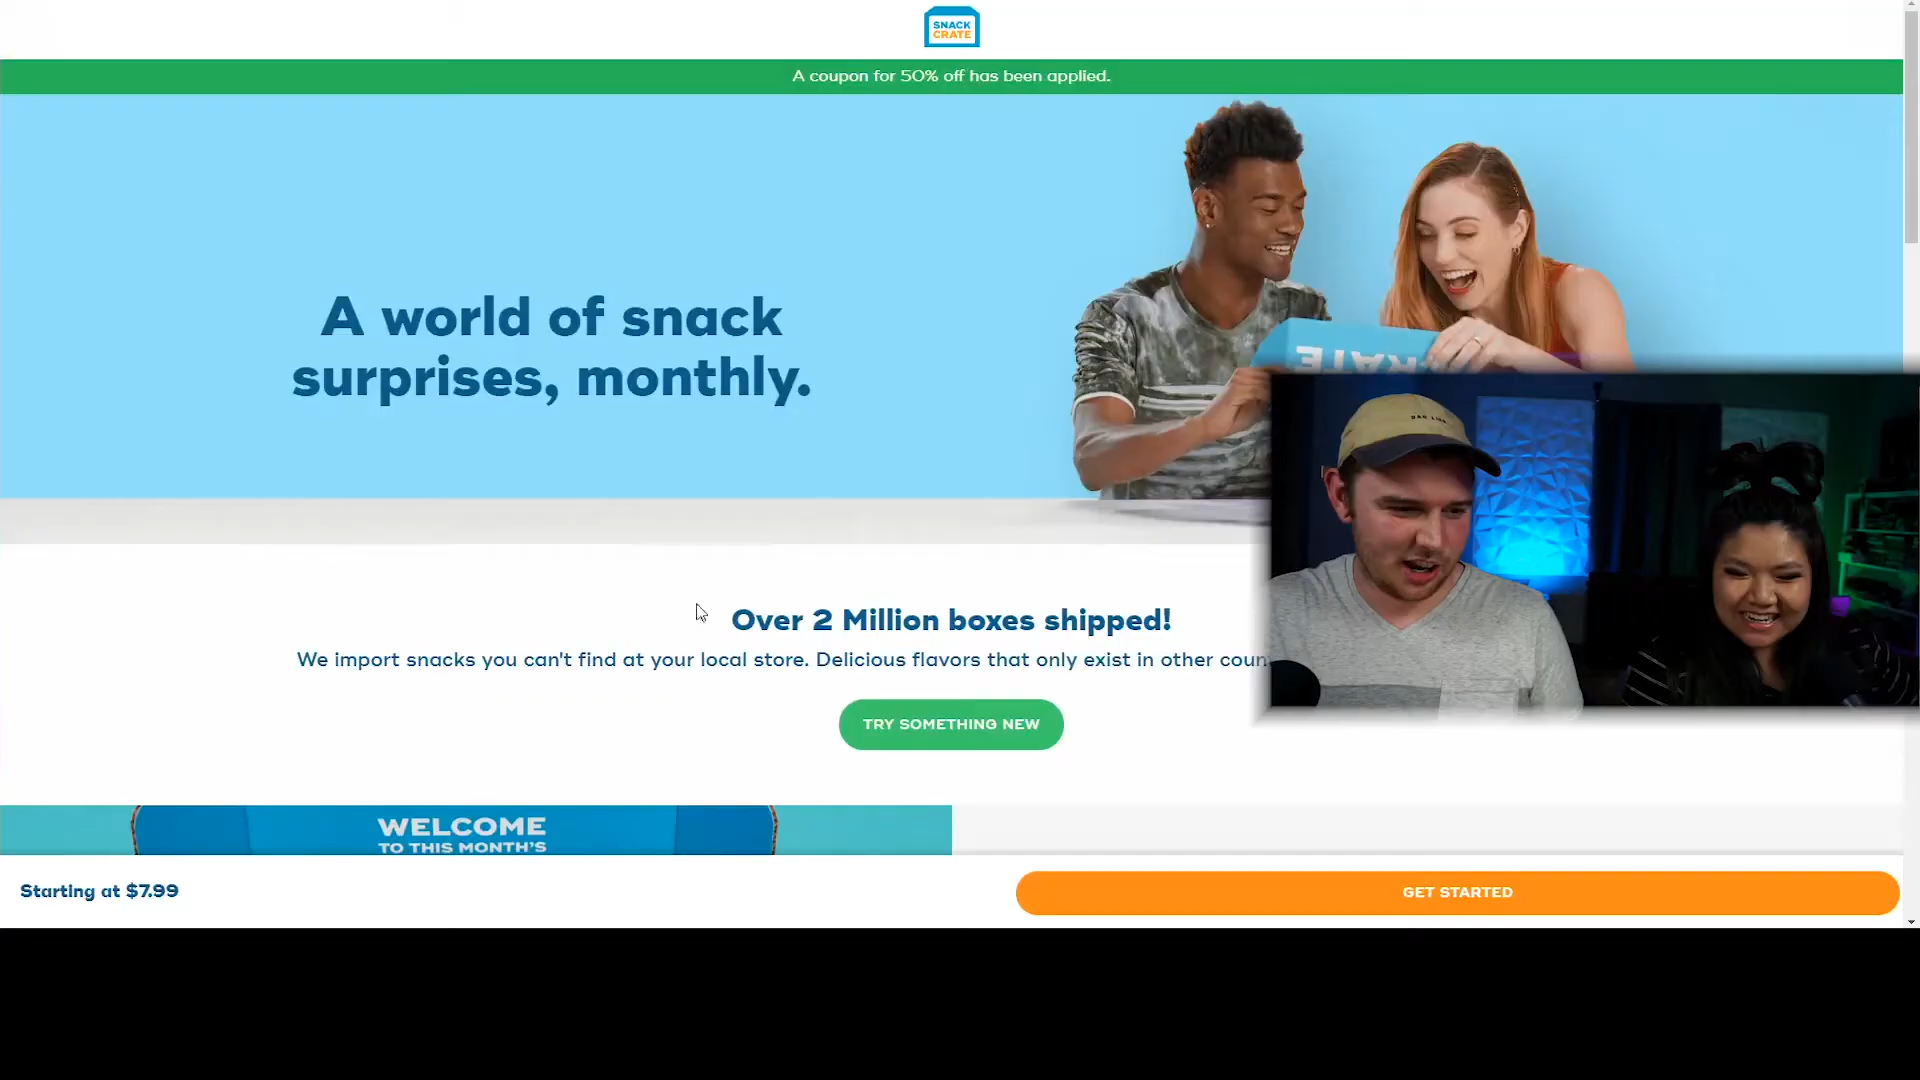 SNACK
CRATE
A coupon for 50% off has been applied.
A world of snack
surprises, monthly.
Over 2 Million boxes shipped!
We import snacks you can't find at your local store. Delicious flavors that only exist in other coun
TRY SOMETHING NEW
WELCOME
TO THIS MONTH'S
Starting at $7.99
GET STARTED